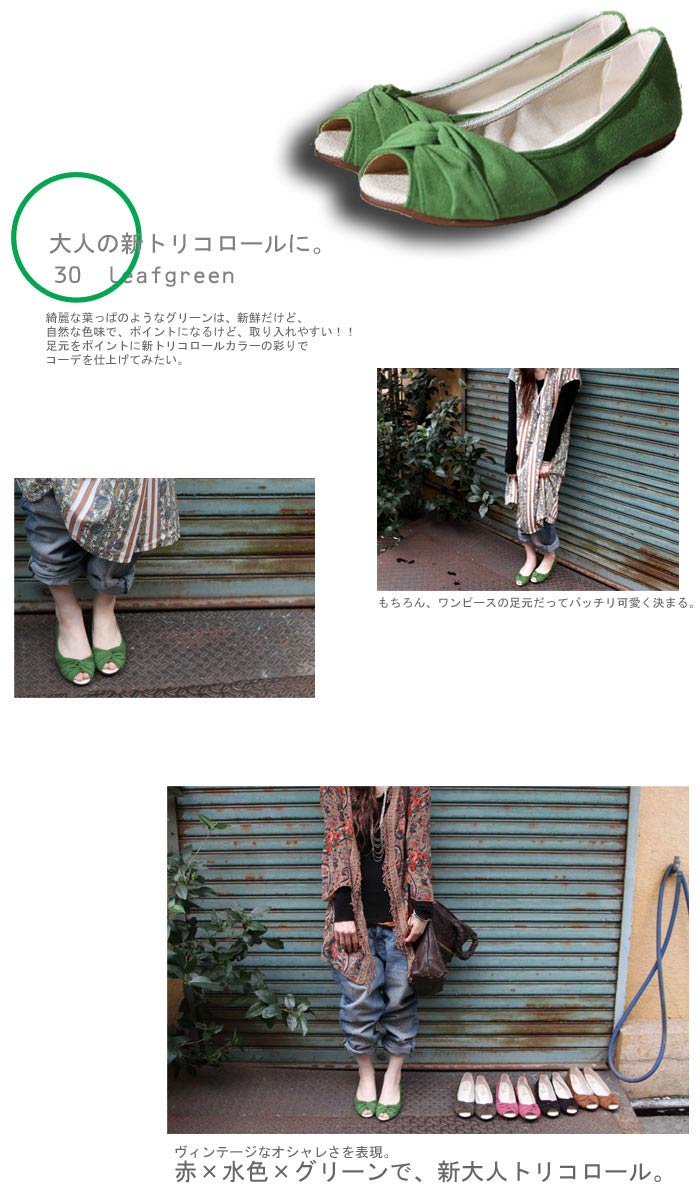 大人の新トリコロールに。
30 leafgreen
綺麗な葉っぱのようなグリーンは、新鮮だけど、
自然な色味で、ポイントになるけど、取り入れやすい！！
足元をポイントに新トリコロールカラーの彩りで
コーデを仕上げてみたい。
もちろん、ワンピースの足元だってバッチリ可愛く決まる。
ヴィンテージなオシャレさを表現。
赤×水色×グリーンで、新大人トリコロール。